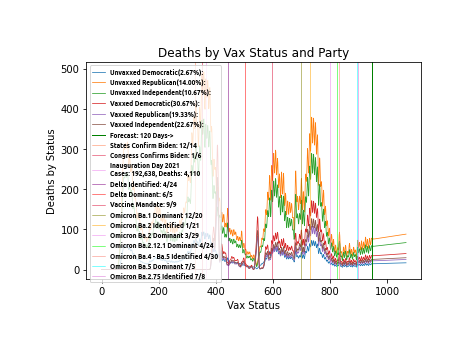 Deaths by Vax Status and Party
Deaths by Status
500
400
300
200
100
0
Unvaxxed Democratic(2.67%):
Unvaxxed Republican(14.00%):
Unvaxxed Independent(10.67%):
Vaxxed Democratic(30.67%):
Vaxxed Republican(19.33%):
Vaxxed Independent(22.67%):
Forecast: 120 Days->
States Confirm Biden: 12/14
Congress Confirms Biden: 1/6
Inauguration Day 2021
Cases: 192,638, Deaths: 4,110
Delta Identified: 4/24
Delta Dominant: 6/5
Vaccine Mandate: 9/9
Omicron Ba.1 Dominant 12/20
Omicron Ba.2 Identified 1/21
Omicron Ba.2 Dominant 3/29
Omicron Ba.2.12.1 Dominant 4/24
Omicron Ba.4 - Ba.5 Identified 4/30
Omicron Ba.5 Dominant 7/5
Omicron Ba.2.75 Identified 7/8
0 200 400 600 800 1000
Vax Status